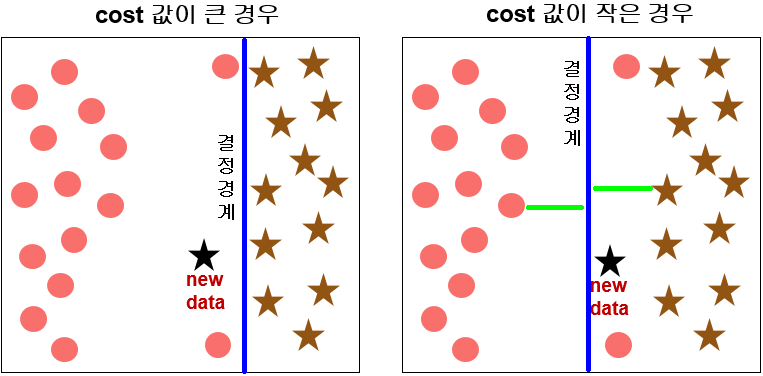 cost 값이 큰 경우
결정경계
new
data
cost 값이 작은 경우
결정경계
new
data